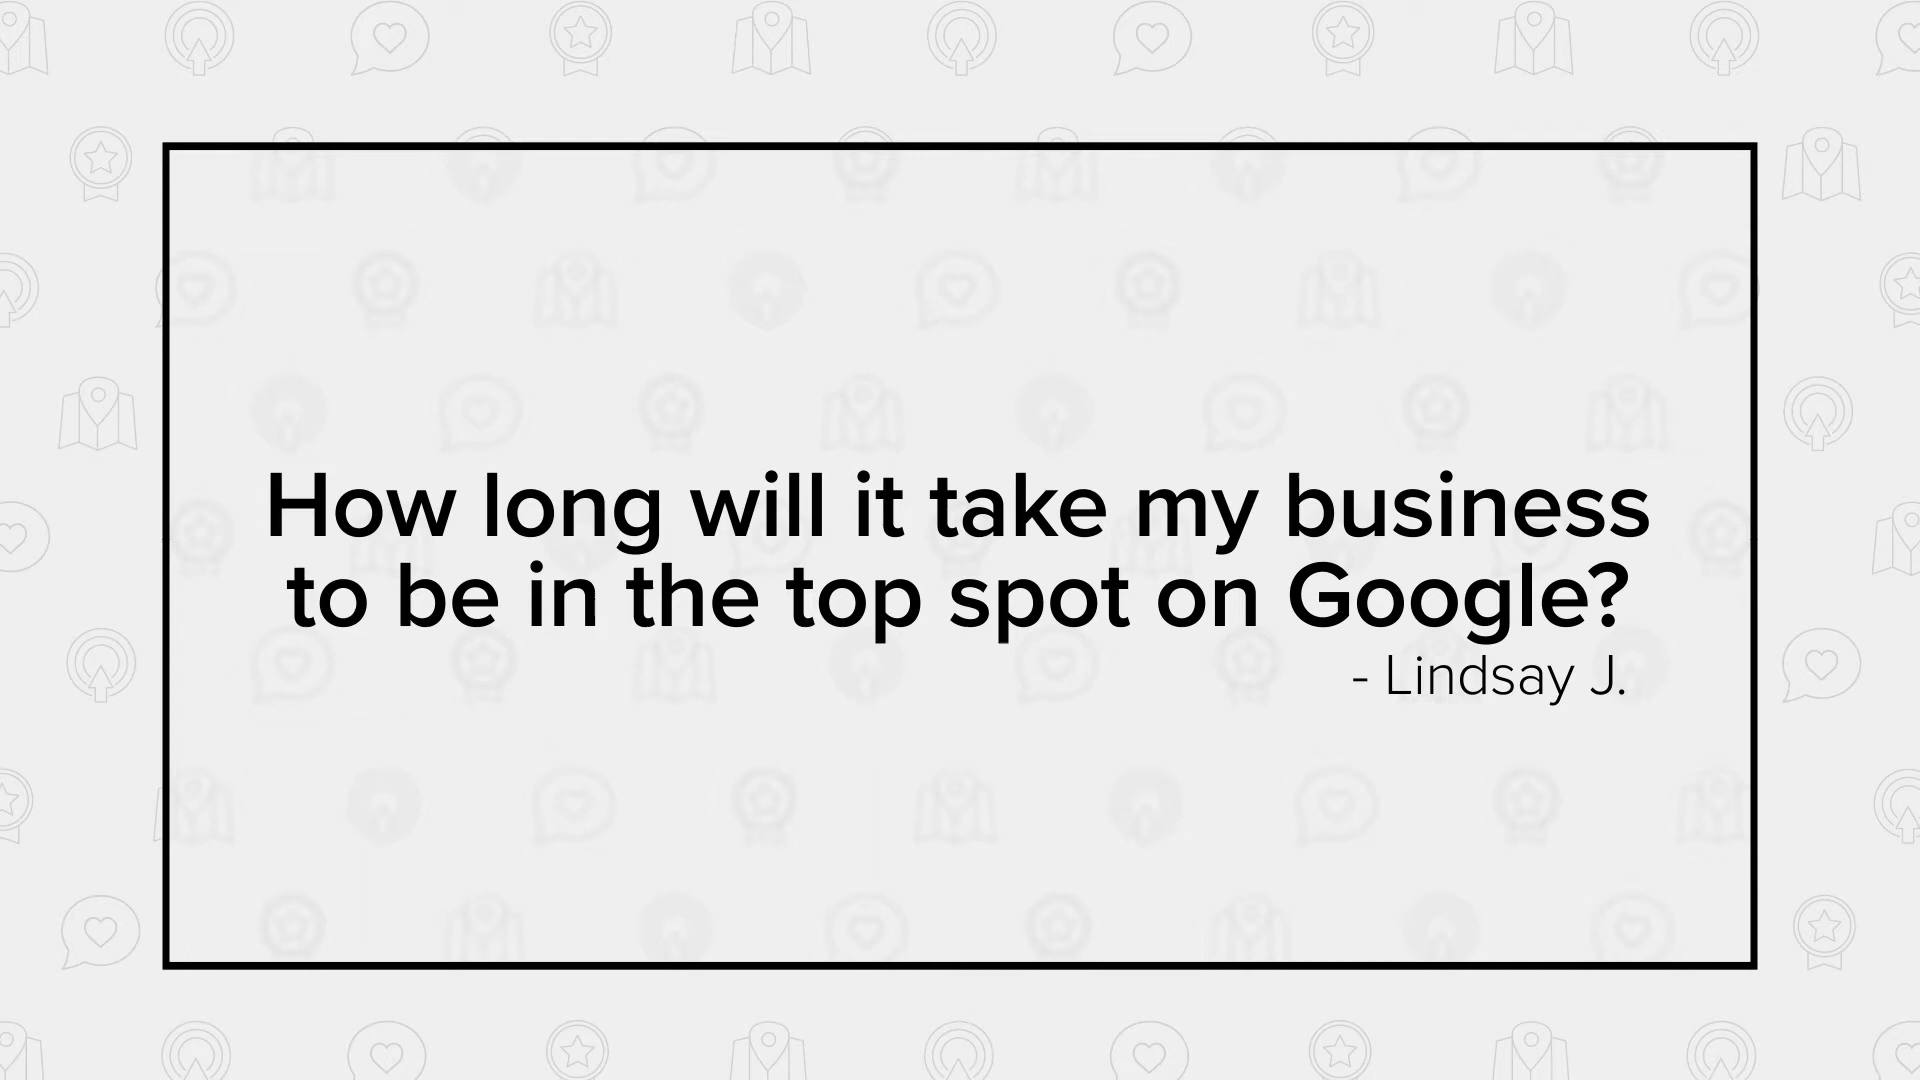 How long will it take my business
to be in the top spot on Google?
- Lindsay J.